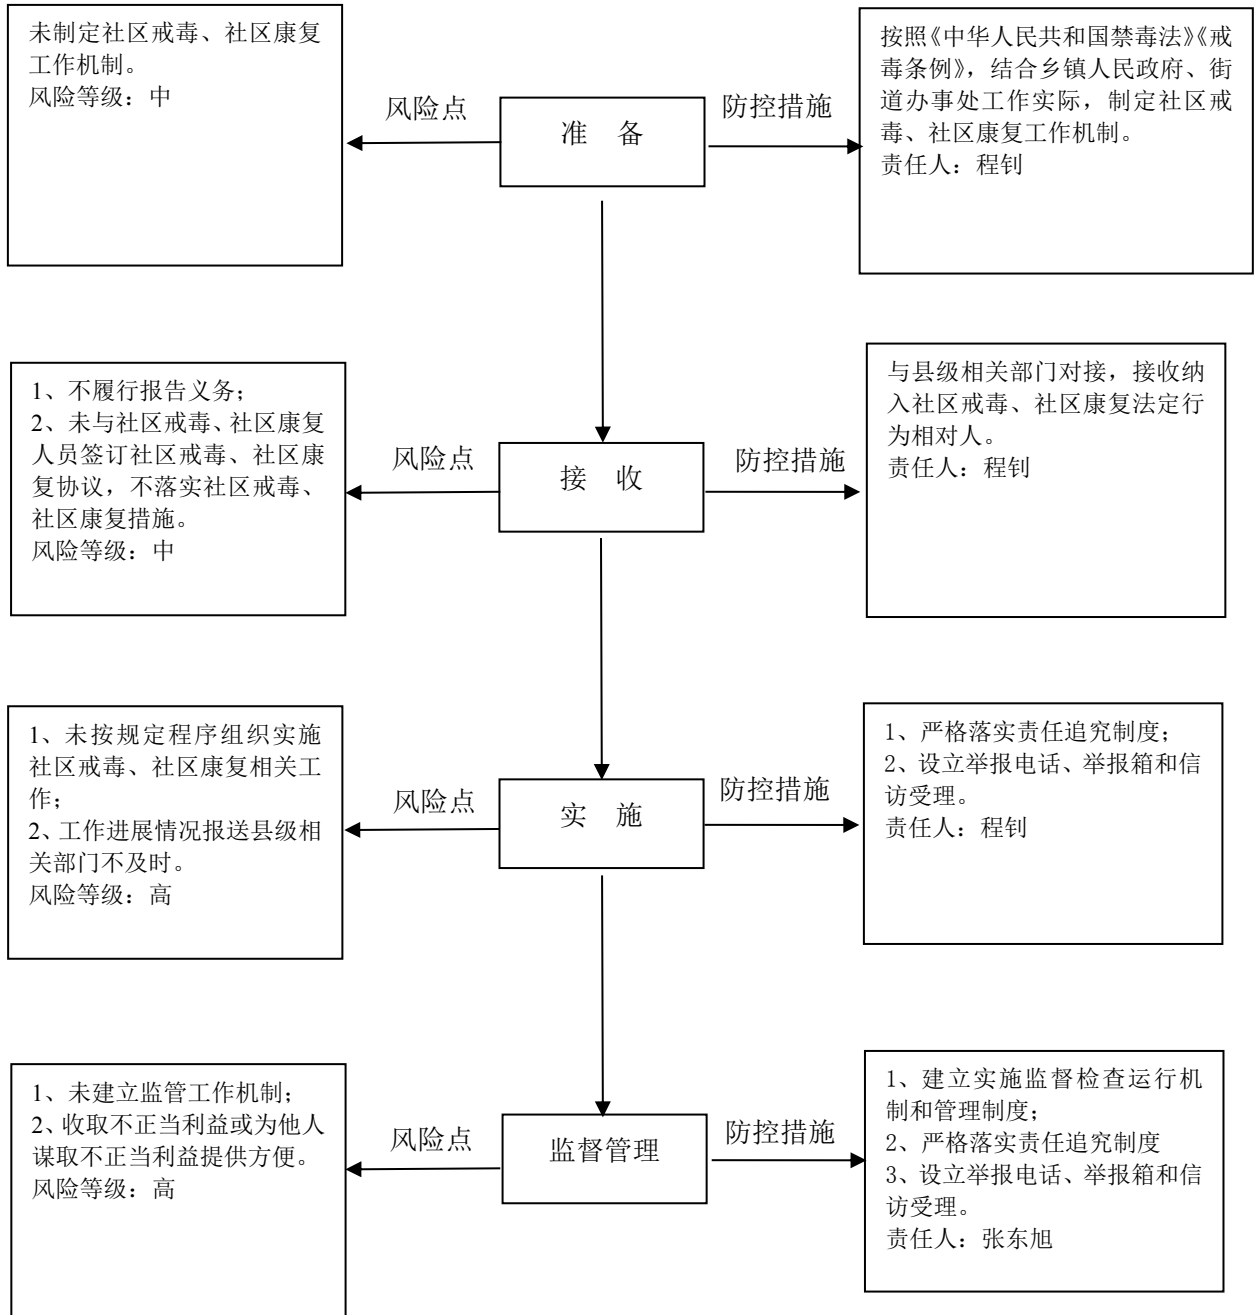 未制定社区戒毒、社区康复
工作机制。
风险等级：中
风险点
准　备
防控措施
按照《中华人民共和国禁毒法》《戒
毒条例》，结合乡镇人民政府、街
道办事处工作实际，制定社区戒
毒、社区康复工作机制。
责任人：程钊
1、不履行报告义务；
2、未与社区戒毒、社区康复
人员签订社区戒毒、社区康
复协议，不落实社区戒毒、
社区康复措施。
风险等级：中
风险点
接　收
防控措施
与县级相关部门对接，接收纳
入社区戒毒、社区康复法定行
为相对人。
责任人：程钊
1、未按规定程序组织实施
社区戒毒、社区康复相关工
作；
2、工作进展情况报送县级相
关部门不及时。
风险等级：高
风险点
实　施
防控措施
1、严格落实责任追究制度；
2、设立举报电话、举报箱和信
访受理。
责任人：程钊
1、未建立监管工作机制；
2、收取不正当利益或为他人
谋取不正当利益提供方便。
风险等级：高
风险点
监督管理
防控措施
1、建立实施监督检查运行机
制和管理制度；
2、严格落实责任追究制度
3、设立举报电话、举报箱和信
访受理。
责任人：张东旭